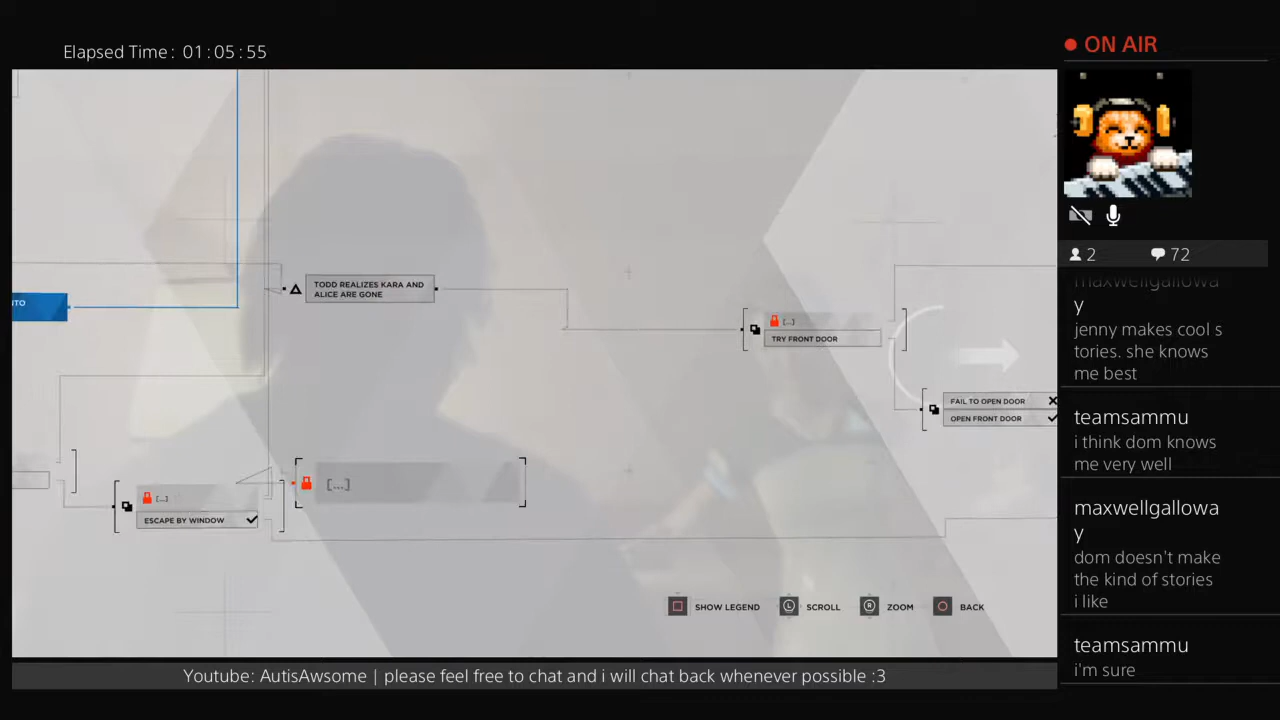 Elapsed Time: 01:05:55
ON AIR
2
72
NTO
TODD REALIZES KARA AND
ALICE ARE GONE
[...]
TRY FRONT DOOR
FAIL TO OPEN DOOR
OPEN FRONT DOOR
[...]
ESCAPE BY WINDOW
[...]
SHOW LEGEND
L
SCROLL
R
ZOOM
BACK
maxwellgallowa
y
jenny makes cool s
tories. she knows
me best
teamsammu
i think dom knows
me very well
maxwellgallowa
y
dom doesn't make
the kind of stories
i like
teamsammu
i'm sure
Youtube: AutisAwsome | please feel free to chat and i will chat back whenever possible :3